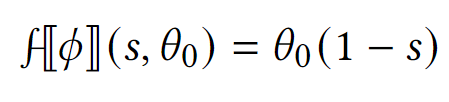 ⨍⟦ϕ⟧(s, θ₀) = θ₀(1 − s)